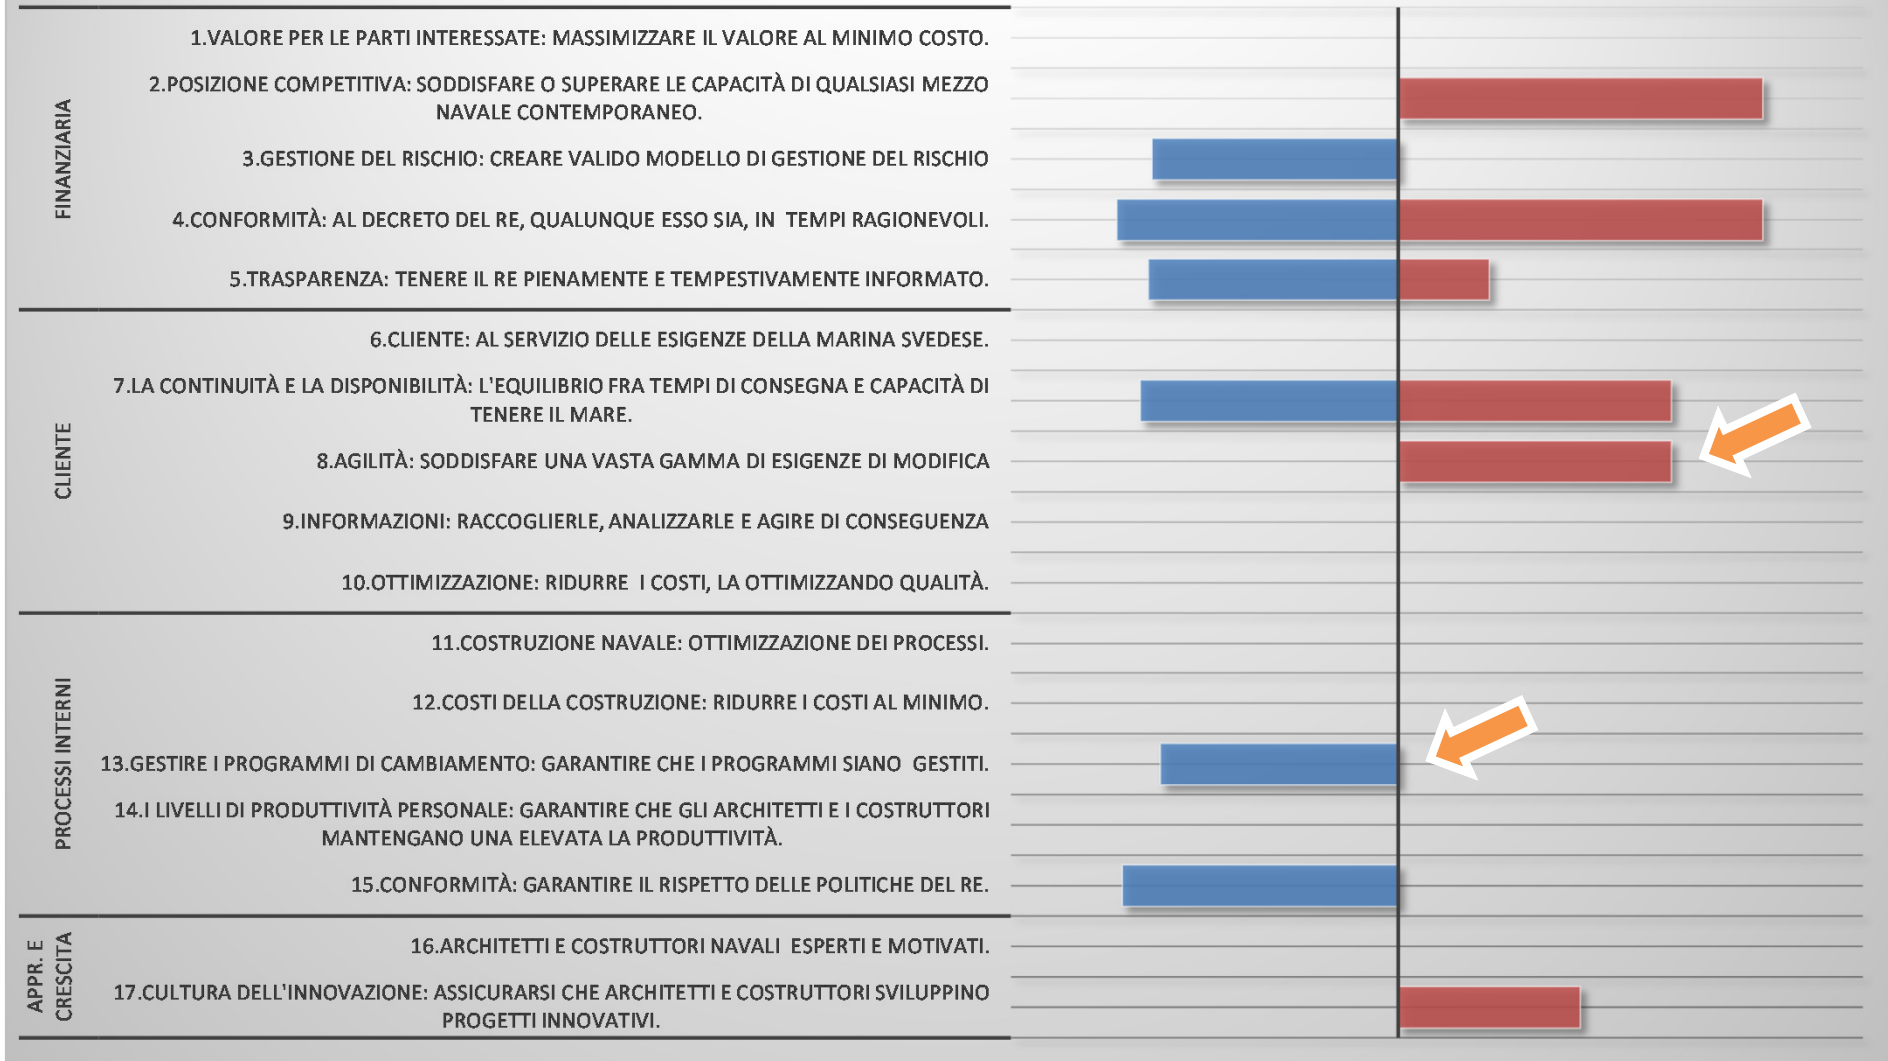 FINANZIARIA
1.VALORE PER LE PARTI INTERESSATE: MASSIMIZZARE IL VALORE AL MINIMO COSTO.
2.POSIZIONE COMPETITIVA: SODDISFARE O SUPERARE LE CAPACITÀ DI QUALSIASI MEZZO
NAVALE CONTEMPORANEO.
3.GESTIONE DEL RISCHIO: CREARE VALIDO MODELLO DI GESTIONE DEL RISCHIO
4.CONFORMITÀ: AL DECRETO DEL RE, QUALUNQUE ESSO SIA, IN TEMPI RAGIONEVOLI.
5.TRASPARENZA: TENERE IL RE PIENAMENTE E TEMPESTIVAMENTE INFORMATO.
CLIENTE
6.CLIENTE: AL SERVIZIO DELLE ESIGENZE DELLA MARINA SVEDESE.
7.LA CONTINUITÀ E LA DISPONIBILITÀ: L'EQUILIBRIO FRA TEMPI DI CONSEGNA E CAPACITÀ DI
TENERE IL MARE.
8.AGILITÀ: SODDISFARE UNA VASTA GAMMA DI ESIGENZE DI MODIFICA
9.INFORMAZIONI: RACCOGLIERLE, ANALIZZARLE E AGIRE DI CONSEGUENZA
10.OTTIMIZZAZIONE: RIDURRE I COSTI, LA OTTIMIZZANDO QUALITÀ.
PROCESSI INTERNI
11.COSTRUZIONE NAVALE: OTTIMIZZAZIONE DEI PROCESSI.
12.COSTI DELLA COSTRUZIONE: RIDURRE I COSTI AL MINIMO.
13.GESTIRE I PROGRAMMI DI CAMBIAMENTO: GARANTIRE CHE I PROGRAMMI SIANO GESTITI.
14.I LIVELLI DI PRODUTTIVITÀ PERSONALE: GARANTIRE CHE GLI ARCHITETTI E I COSTRUTTORI
MANTENGANO UNA ELEVATA LA PRODUTTIVITÀ.
15.CONFORMITÀ: GARANTIRE IL RISPETTO DELLE POLITICHE DEL RE.
APPR. E
CRESCITA
16.ARCHITETTI E COSTRUTTORI NAVALI ESPERTI E MOTIVATI.
17.CULTURA DELL'INNOVAZIONE: ASSICURARSI CHE ARCHITETTI E COSTRUTTORI SVILUPPINO
PROGETTI INNOVATIVI.